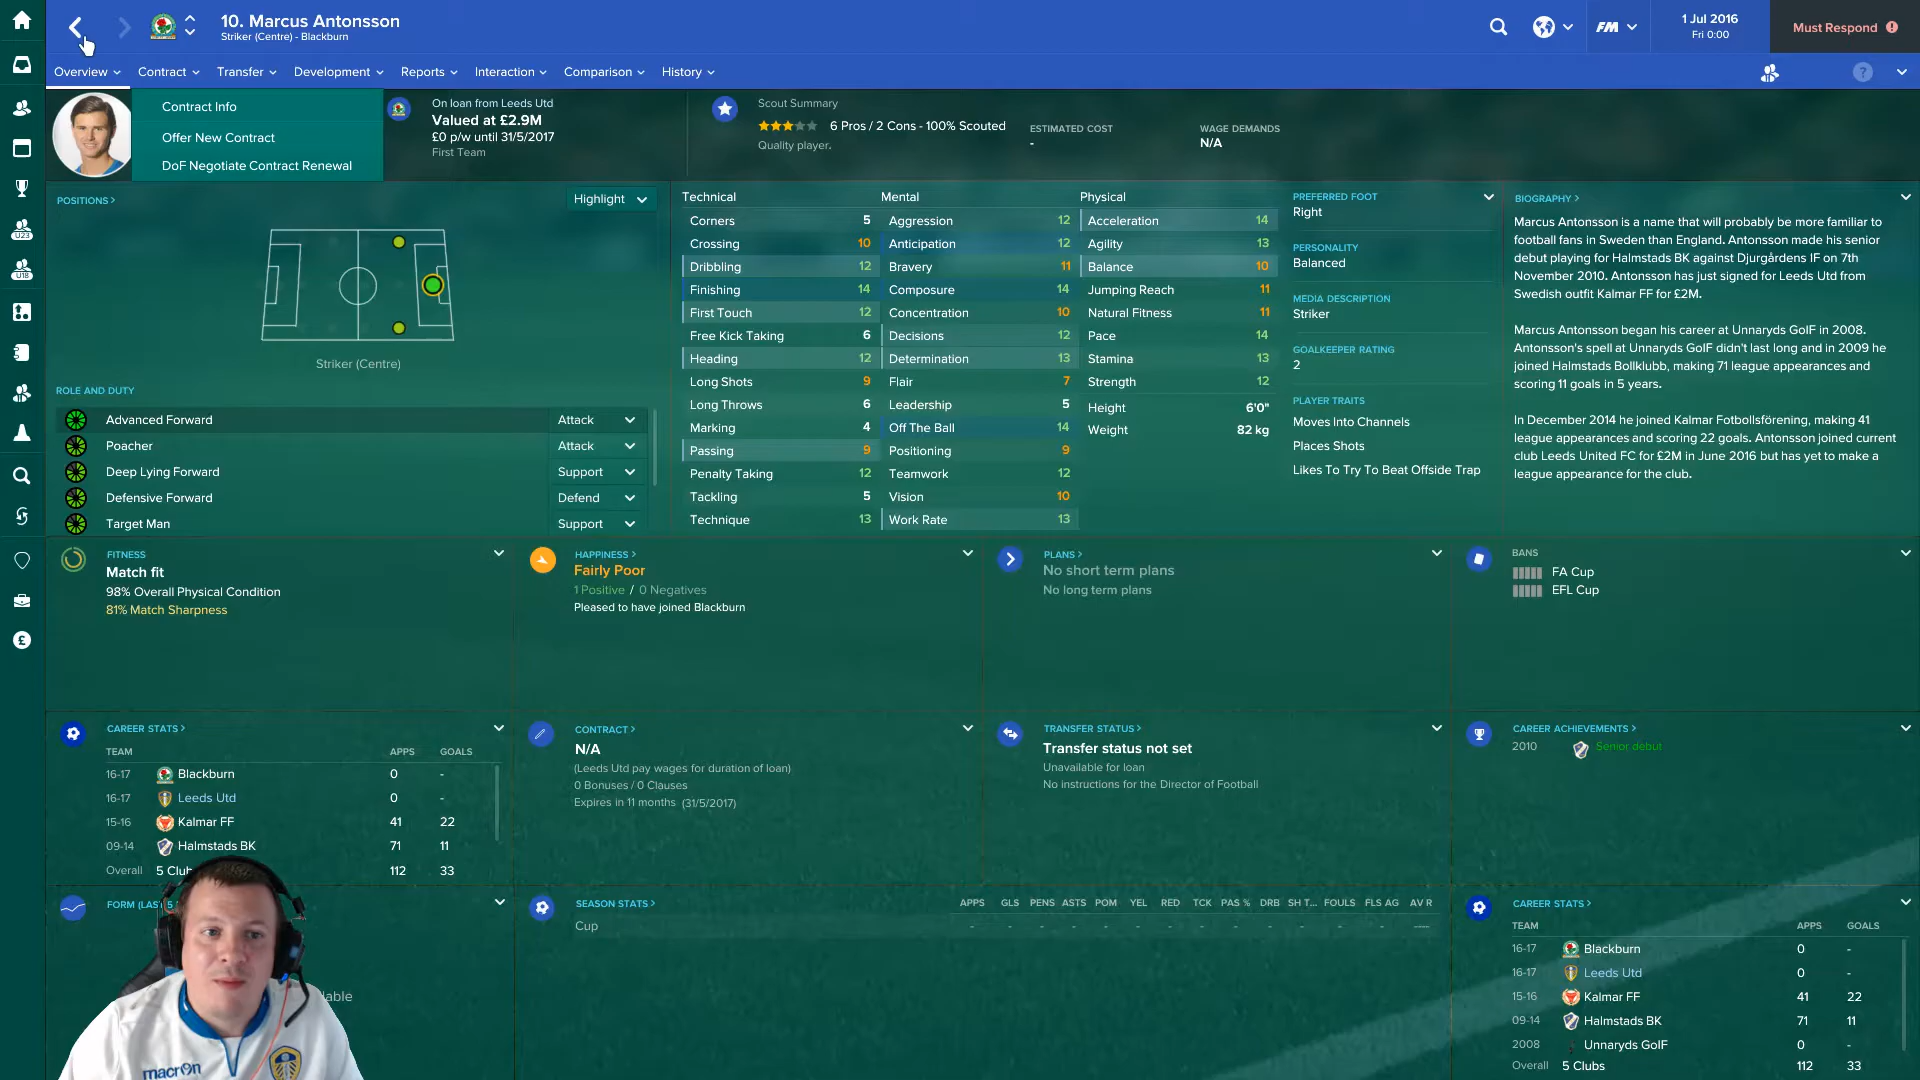 10. Marcus Antonsson
Striker (Centre) - Blackburn
FM
1 Jul 2016
Fri 0:00
Must Respond
Overview Contract Transfer Development Reports Interaction Comparison History
Contract Info
Offer New Contract
DoF Negotiate Contract Renewal
On loan from Leeds Utd
Valued at £2.9M
£0 p/w until 31/5/2017
First Team
Scout Summary
6 Pros / 2 Cons - 100% Scouted
Quality player.
ESTIMATED COST
-
WAGE DEMANDS
N/A
POSITIONS >
Highlight
Striker (Centre)
ROLE AND DUTY
Advanced Forward Attack
Poacher Attack
Deep Lying Forward Support
Defensive Forward Defend
Target Man Support
Technical
Corners 5
Crossing 10
Dribbling 12
Finishing 14
First Touch 12
Free Kick Taking 6
Heading 12
Long Shots 9
Long Throws 6
Marking 4
Passing 9
Penalty Taking 12
Tackling 5
Technique 13
Mental
Aggression 12
Anticipation 12
Bravery 11
Composure 14
Concentration 10
Decisions 12
Determination 13
Flair 7
Leadership 5
Off The Ball 14
Positioning 9
Teamwork 12
Vision 10
Work Rate 13
Physical
Acceleration 14
Agility 13
Balance 10
Jumping Reach 11
Natural Fitness 11
Pace 14
Stamina 13
Strength 12
Height 6'0"
Weight 82 kg
PREFERRED FOOT
Right
PERSONALITY
Balanced
MEDIA DESCRIPTION
Striker
GOALKEEPER RATING
2
PLAYER TRAITS
Moves Into Channels
Places Shots
Likes To Try To Beat Offside Trap
BIOGRAPHY >
Marcus Antonsson is a name that will probably be more familiar to
football fans in Sweden than England. Antonsson made his senior
debut playing for Halmstads BK against Djurgårdens IF on 7th
November 2010. Antonsson has just signed for Leeds Utd from
Swedish outfit Kalmar FF for £2M.
Marcus Antonsson began his career at Unnaryds GoIF in 2008.
Antonsson's spell at Unnaryds GoIF didn't last long and in 2009 he
joined Halmstads Bollklubb, making 71 league appearances and
scoring 11 goals in 5 years.
In December 2014 he joined Kalmar Fotbollsförening, making 41
league appearances and scoring 22 goals. Antonsson joined current
club Leeds United FC for £2M in June 2016 but has yet to make a
league appearance for the club.
FITNESS
Match fit
98% Overall Physical Condition
81% Match Sharpness
HAPPINESS >
Fairly Poor
1 Positive / 0 Negatives
Pleased to have joined Blackburn
PLANS >
No short term plans
No long term plans
BANS
FA Cup
EFL Cup
CAREER STATS >
TEAM APPS GOALS
16-17 Blackburn 0 -
16-17 Leeds Utd 0 -
15-16 Kalmar FF 41 22
09-14 Halmstads BK 71 11
Overall 5 Clubs 112 33
CONTRACT >
N/A
(Leeds Utd pay wages for duration of loan)
0 Bonuses / 0 Clauses
Expires in 11 months (31/5/2017)
TRANSFER STATUS >
Transfer status not set
Unavailable for loan
No instructions for the Director of Football
CAREER ACHIEVEMENTS >
2010 Senior debut
FORM (LAST 5
lable
macron
SEASON STATS >
APPS GLS PENS ASTS POM YEL RED TCK PAS % DRB SH T... FOULS FLS AG AV R
Cup - - - - - - - - - - - - - ---
CAREER STATS >
TEAM APPS GOALS
16-17 Blackburn 0 -
16-17 Leeds Utd 0 -
15-16 Kalmar FF 41 22
09-14 Halmstads BK 71 11
2008 Unnaryds GoIF 0 -
Overall 5 Clubs 112 33
U23
U18